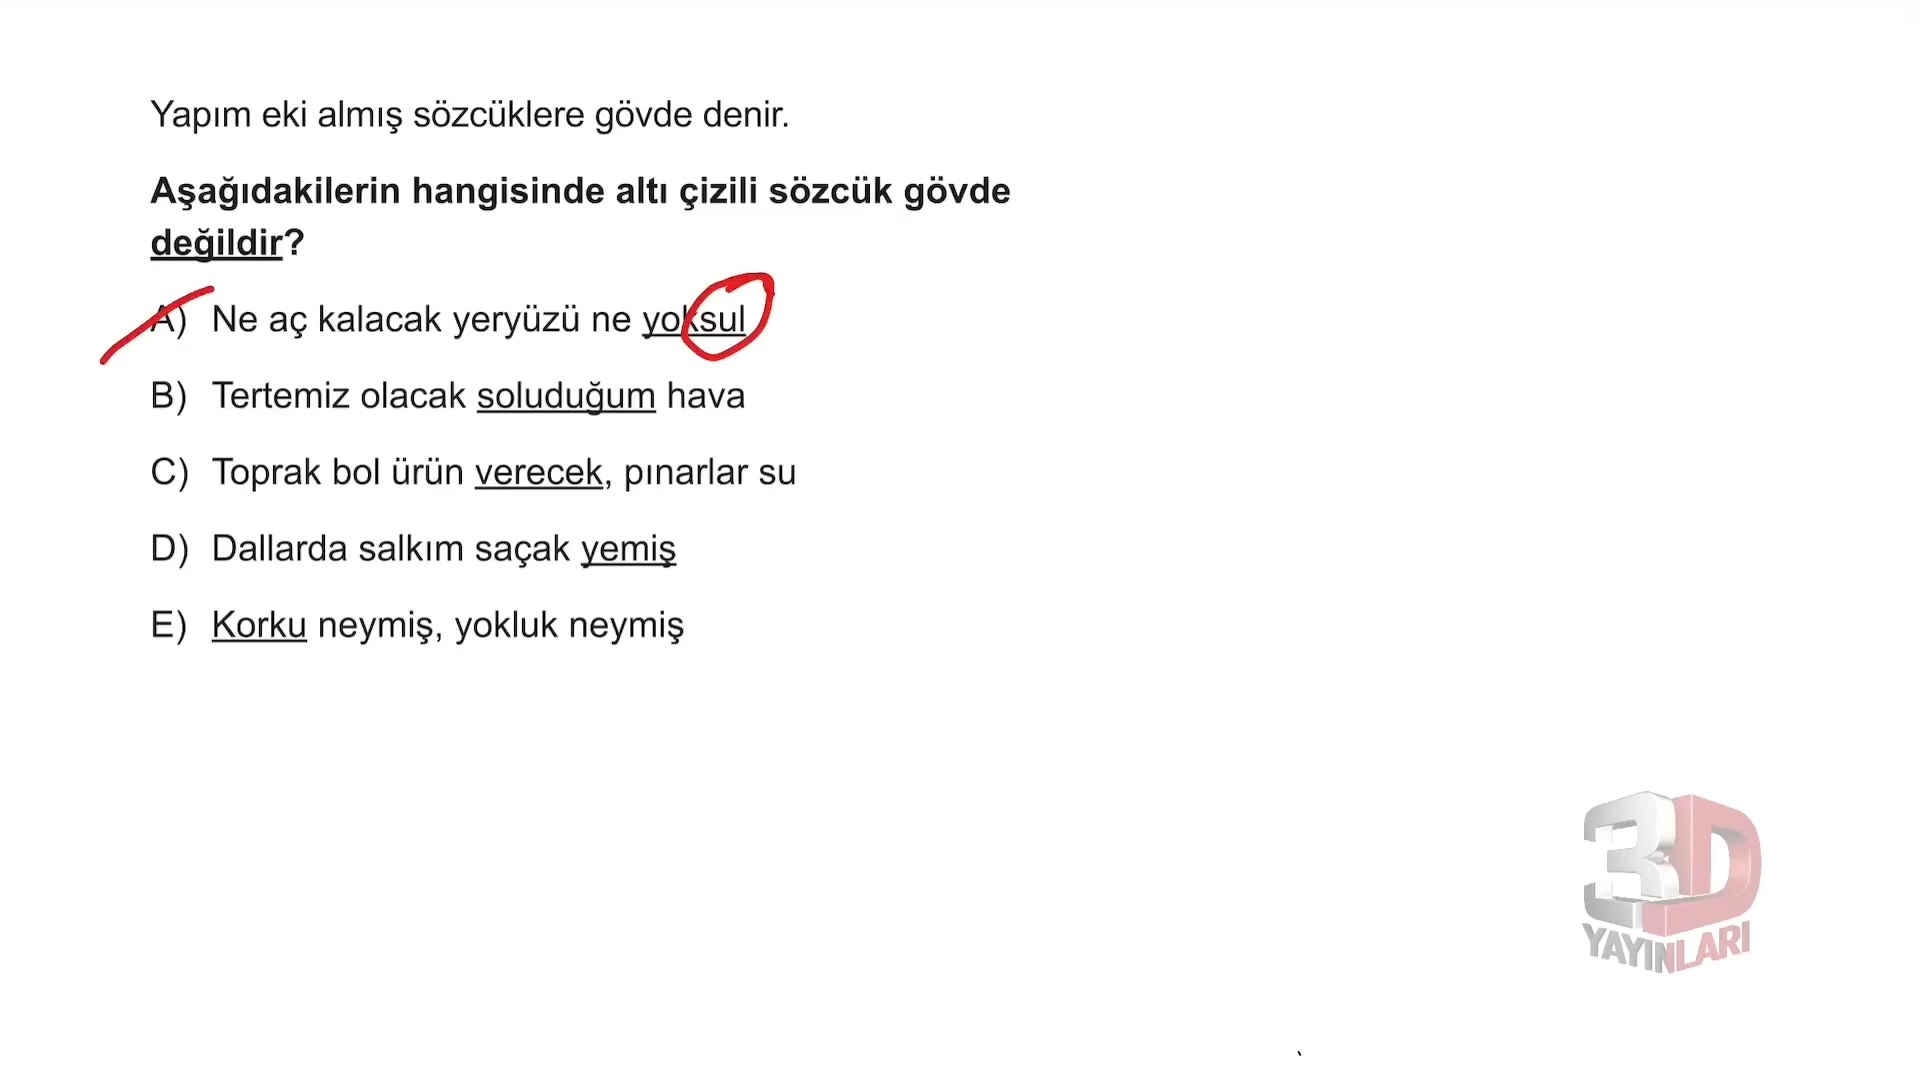 Yapım eki almış sözcüklere gövde denir.
Aşağıdakilerin hangisinde altı çizili sözcük gövde
değildir?
A) Ne aç kalacak yeryüzü ne yoksul
B) Tertemiz olacak soluduğum hava
C) Toprak bol ürün verecek, pınarlar su
D) Dallarda salkım saçak yemiş
E) Korku neymiş, yokluk neymiş
3D
YAYINLARI